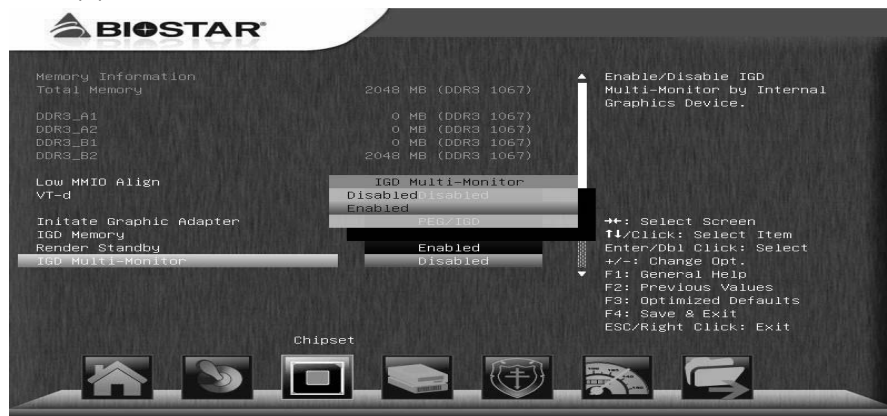 BIOSTAR®
Memory Information
Total Memory 2048 MB (DDR3 1067)
DDR3_A1 0 MB (DDR3 1067)
DDR3_A2 0 MB (DDR3 1067)
DDR3_B1 0 MB (DDR3 1067)
DDR3_B2 2048 MB (DDR3 1067)
Low MMIO Align
VT-d Disabled
Initate Graphic Adapter PEG/IGD
IGD Memory
Render Standby Enabled
IGD Multi-Monitor Disabled
IGD Multi-Monitor
Disabled
Enabled
Enable/Disable IGD
Multi-Monitor by Internal
Graphics Device.
→←: Select Screen
↑↓/Click: Select Item
Enter/Dbl Click: Select
+/-: Change Opt.
F1: General Help
F2: Previous Values
F3: Optimized Defaults
F4: Save & Exit
ESC/Right Click: Exit
Chipset